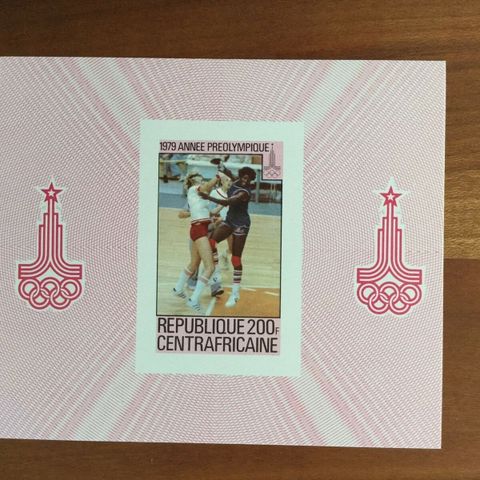 1979 ANNEE PREOLYMPIQUE
REPUBLIQUE 200F
CENTRAFRICAINE